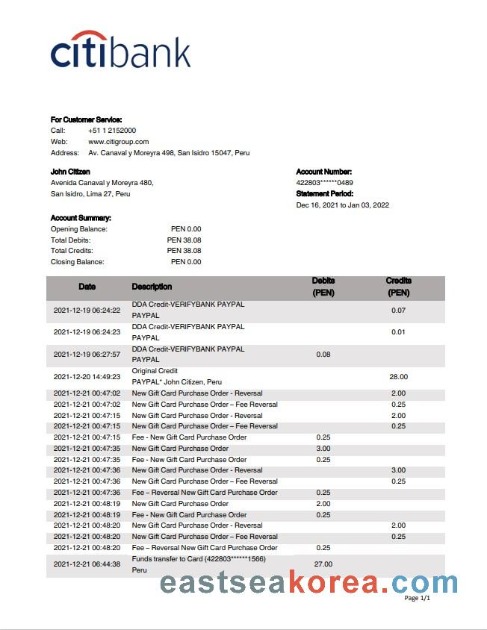 citibank
For Customer Service:
Call: +51 1 2152000
Web: www.citigroup.com
Address: Av. Canaval y Moreyra 498, San Isidro 15047, Peru
John Citizen
Avenida Canaval y Moreyra 480,
San Isidro, Lima 27, Peru
Account Number:
422803******0489
Statement Period:
Dec 16, 2021 to Jan 03, 2022
Account Summary:
Opening Balance: PEN 0.00
Total Debits: PEN 38.08
Total Credits: PEN 38.08
Closing Balance: PEN 0.00
Date Description Debits (PEN) Credits (PEN)
2021-12-19 06:24:22 DDA Credit-VERIFYBANK PAYPAL PAYPAL 0.07
2021-12-19 06:24:23 DDA Credit-VERIFYBANK PAYPAL PAYPAL 0.01
2021-12-19 06:27:57 DDA Credit-VERIFYBANK PAYPAL PAYPAL 0.08
2021-12-20 14:49:23 Original Credit PAYPAL* John Citizen, Peru 28.00
2021-12-21 00:47:02 New Gift Card Purchase Order - Reversal 2.00
2021-12-21 00:47:02 New Gift Card Purchase Order – Fee Reversal 0.25
2021-12-21 00:47:15 New Gift Card Purchase Order - Reversal 2.00
2021-12-21 00:47:15 New Gift Card Purchase Order – Fee Reversal 0.25
2021-12-21 00:47:15 Fee - New Gift Card Purchase Order 0.25
2021-12-21 00:47:35 New Gift Card Purchase Order 3.00
2021-12-21 00:47:35 Fee - New Gift Card Purchase Order 0.25
2021-12-21 00:47:36 New Gift Card Purchase Order - Reversal 3.00
2021-12-21 00:47:36 New Gift Card Purchase Order – Fee Reversal 0.25
2021-12-21 00:47:36 Fee – Reversal New Gift Card Purchase Order 0.25
2021-12-21 00:48:19 New Gift Card Purchase Order 2.00
2021-12-21 00:48:19 Fee - New Gift Card Purchase Order 0.25
2021-12-21 00:48:20 New Gift Card Purchase Order - Reversal 2.00
2021-12-21 00:48:20 New Gift Card Purchase Order – Fee Reversal 0.25
2021-12-21 00:48:20 Fee – Reversal New Gift Card Purchase Order 0.25
2021-12-21 06:44:38 Funds transfer to Card (422803******1566) Peru 27.00
eastseakorea.com
Page 1/1